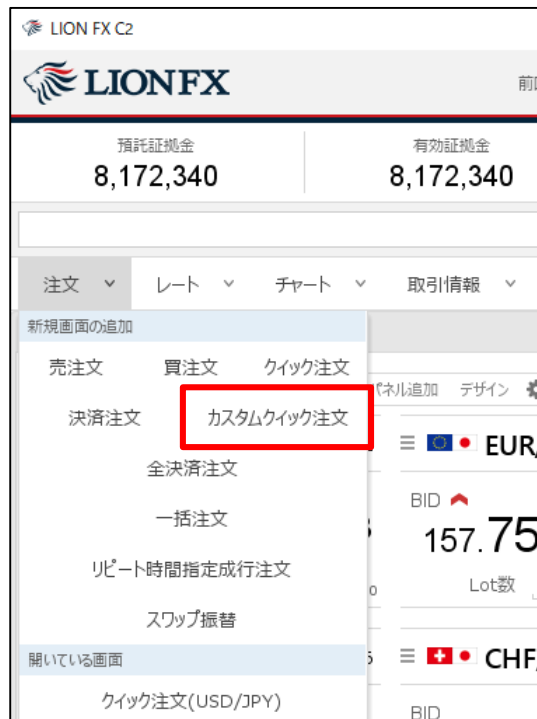 LION FX C2
LIONFX
前
預託証拠金 有効証拠金
8,172,340 8,172,340
注文 レート チャート 取引情報
新規画面の追加
売注文 買注文 クイック注文
パネル追加 デザイン
決済注文 カスタムクイック注文
EUR/
全決済注文
BID
一括注文
157.75
リピート時間指定成行注文
Lot数
スワップ振替
開いている画面
CHF/
クイック注文(USD/JPY)
BID